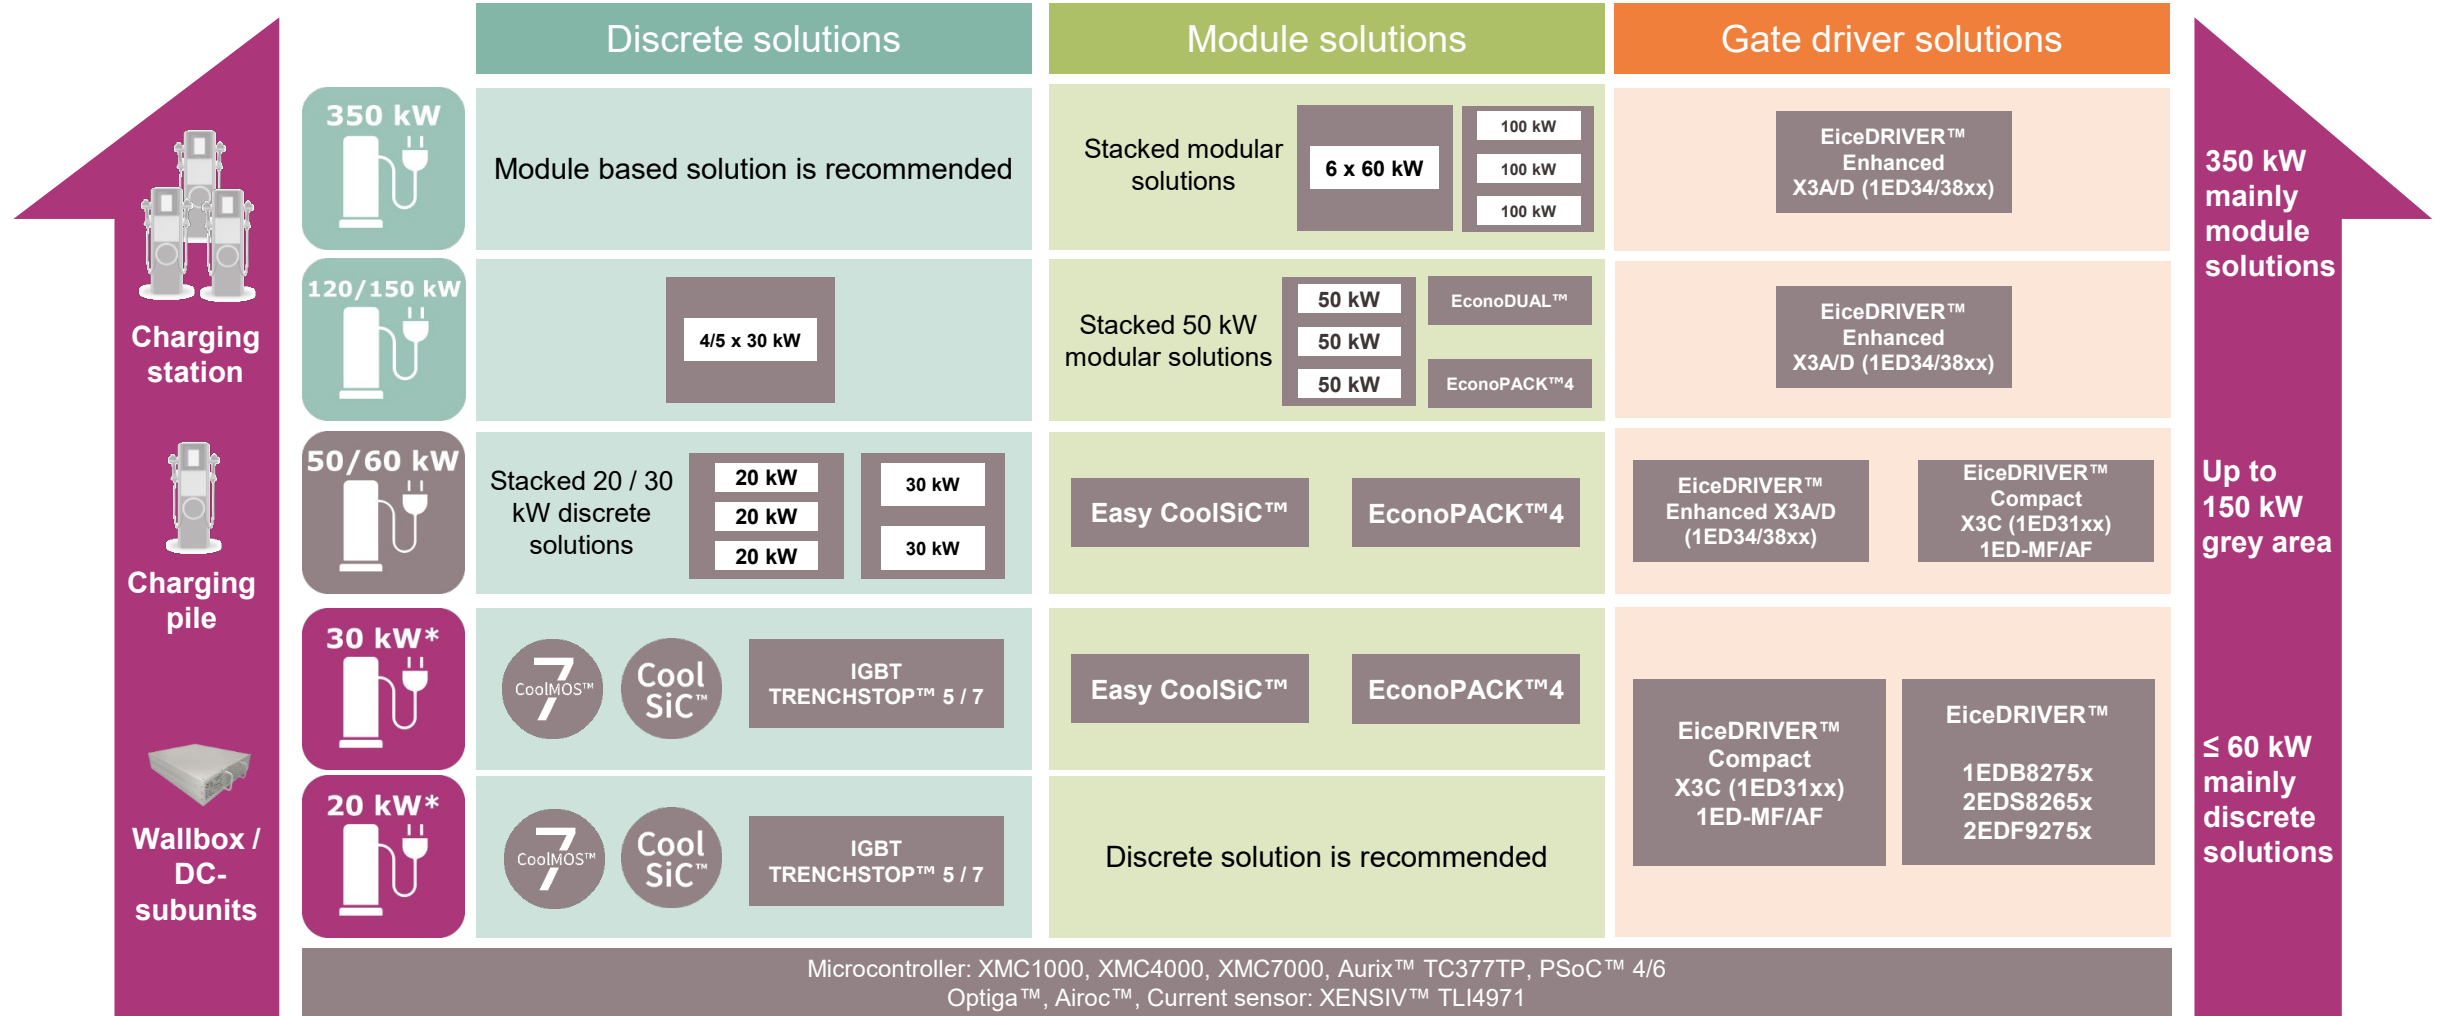 Discrete solutions
Module solutions
Gate driver solutions
350 kW
Module based solution is recommended
Stacked modular
solutions
6 x 60 kW
100 kW
100 kW
100 kW
EiceDRIVER™
Enhanced
X3A/D (1ED34/38xx)
350 kW
mainly
module
solutions
Charging
station
120/150 kW
4/5 x 30 kW
Stacked 50 kW
modular solutions
50 kW
50 kW
50 kW
EconoDUAL™
EconoPACK™4
EiceDRIVER™
Enhanced
X3A/D (1ED34/38xx)
Charging
pile
50/60 kW
Stacked 20 / 30
kW discrete
solutions
20 kW
20 kW
20 kW
30 kW
30 kW
Easy CoolSiC™
EconoPACK™4
EiceDRIVER™
Enhanced X3A/D
(1ED34/38xx)
EiceDRIVER™
Compact
X3C (1ED31xx)
1ED-MF/AF
Up to
150 kW
grey area
30 kW*
7
CoolMOS™
Cool
SiC™
IGBT
TRENCHSTOP™ 5 / 7
Easy CoolSiC™
EconoPACK™4
EiceDRIVER™
Compact
X3C (1ED31xx)
1ED-MF/AF
EiceDRIVER™
1EDB8275x
2EDS8265x
2EDF9275x
≤ 60 kW
mainly
discrete
solutions
Wallbox /
DC-
subunits
20 kW*
7
CoolMOS™
Cool
SiC™
IGBT
TRENCHSTOP™ 5 / 7
Discrete solution is recommended
Microcontroller: XMC1000, XMC4000, XMC7000, Aurix™ TC377TP, PSoC™ 4/6
Optiga™, Airoc™, Current sensor: XENSIV™ TLI4971